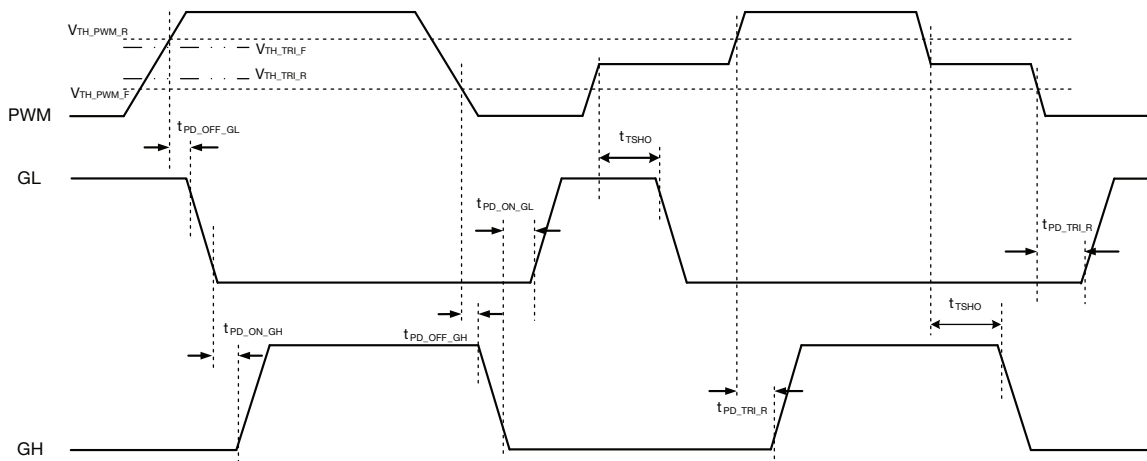 VTH_PWM_R
VTH_TRI_F
VTH_TRI_R
VTH_PWM_F
PWM
tPD_OFF_GL
tTSHO
GL
tPD_ON_GL
tPD_TRI_R
tTSHO
tPD_ON_GH
tPD_OFF_GH
tPD_TRI_R
GH